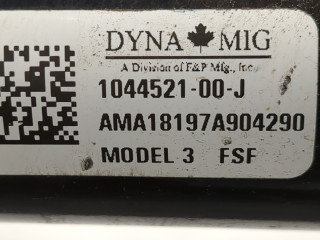 DYNA MIG
A Division of F&P Mfg., Inc.
1044521-00-J
AMA18197A904290
MODEL 3 FSF